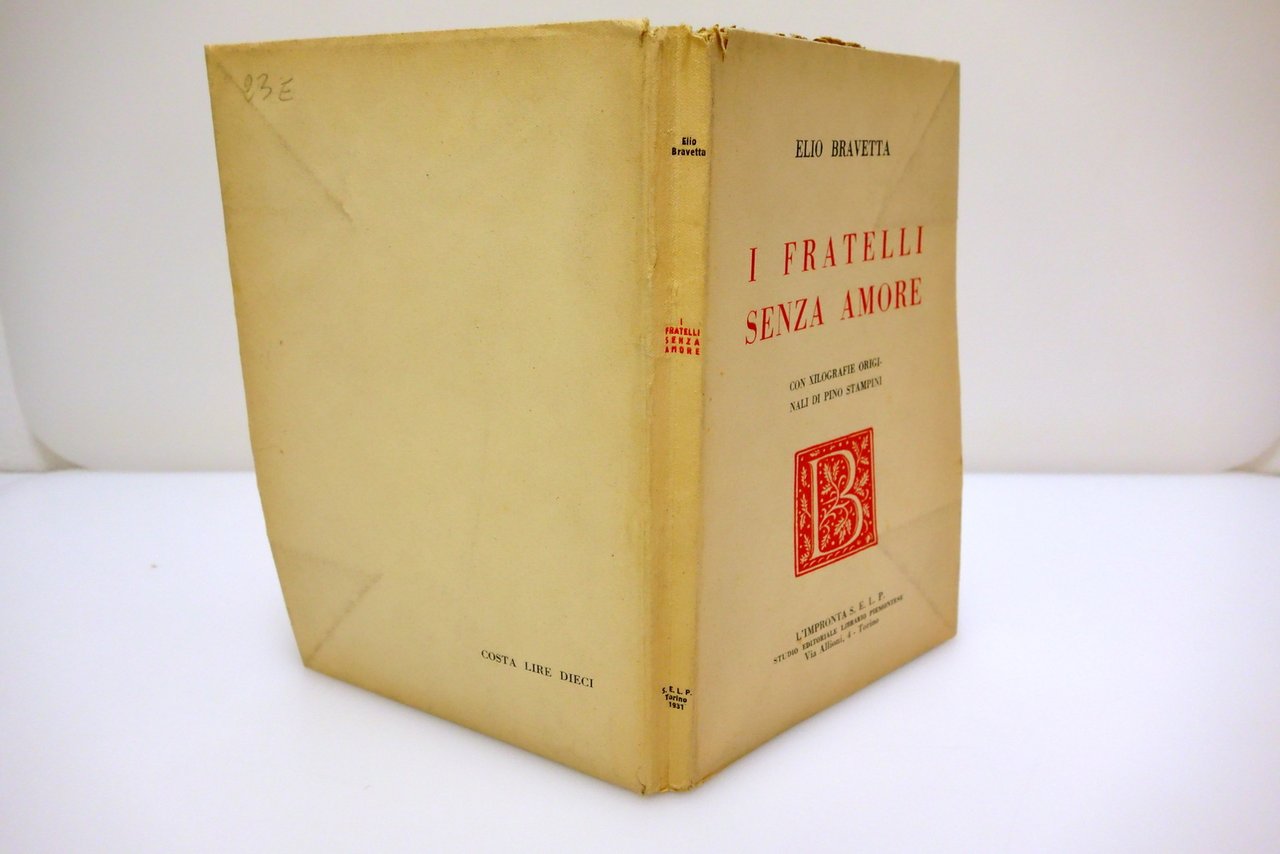 23E
COSTA LIRE DIECI
Elio
Bravetta
I
FRATELLI
SENZA
AMORE
S. E. L. P.
Torino
1931
ELIO BRAVETTA
I FRATELLI
SENZA AMORE
CON XILOGRAFIE ORIGI-
NALI DI PINO STAMPINI
B
L'IMPRONTA S. E. L. P.
STUDIO EDITORIALE LIBRARIO PIEMONTESE
Via Allioni, 4 - Torino